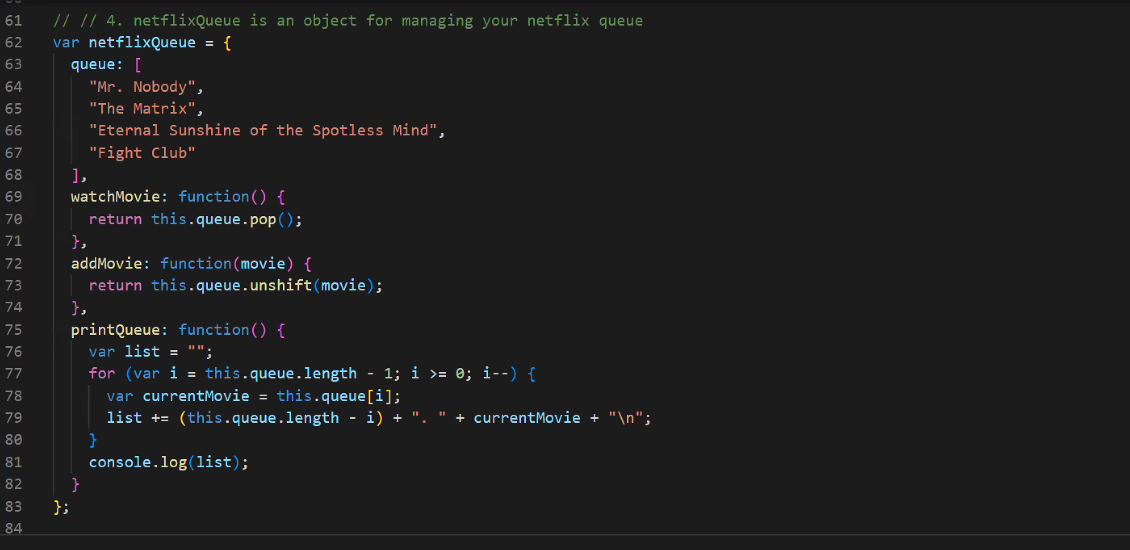 61 // // 4. netflixQueue is an object for managing your netflix queue
62 var netflixQueue = {
63   queue: [
64     "Mr. Nobody",
65     "The Matrix",
66     "Eternal Sunshine of the Spotless Mind",
67     "Fight Club"
68   ],
69   watchMovie: function() {
70     return this.queue.pop();
71   },
72   addMovie: function(movie) {
73     return this.queue.unshift(movie);
74   },
75   printQueue: function() {
76     var list = "";
77     for (var i = this.queue.length - 1; i >= 0; i--) {
78       var currentMovie = this.queue[i];
79       list += (this.queue.length - i) + ". " + currentMovie + "\n";
80     }
81     console.log(list);
82   }
83 };
84